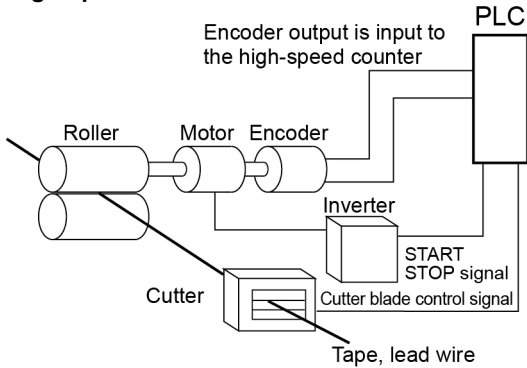 PLC
Encoder output is input to
the high-speed counter
Roller
Motor
Encoder
Inverter
START
STOP signal
Cutter
Cutter blade control signal
Tape, lead wire